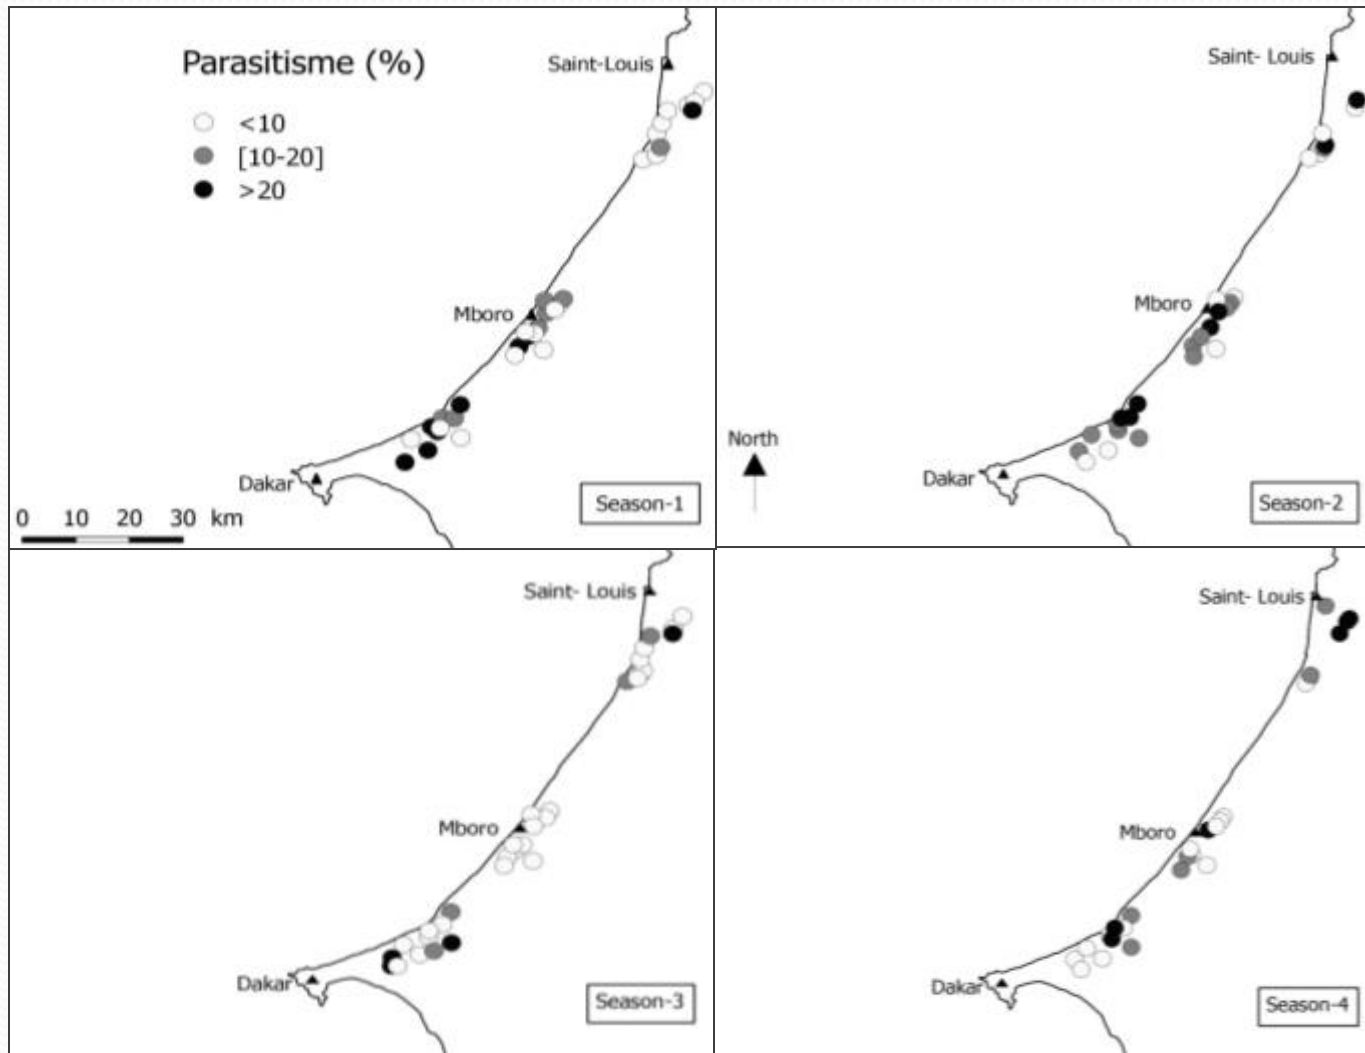 Parasitisme (%)
<10
[10-20]
>20
Saint-Louis
Mboro
Dakar
0 10 20 30 km
Season-1
Saint- Louis
Mboro
North
Dakar
Season-2
Saint- Louis
Mboro
Dakar
Season-3
Saint- Louis
Mboro
Dakar
Season-4